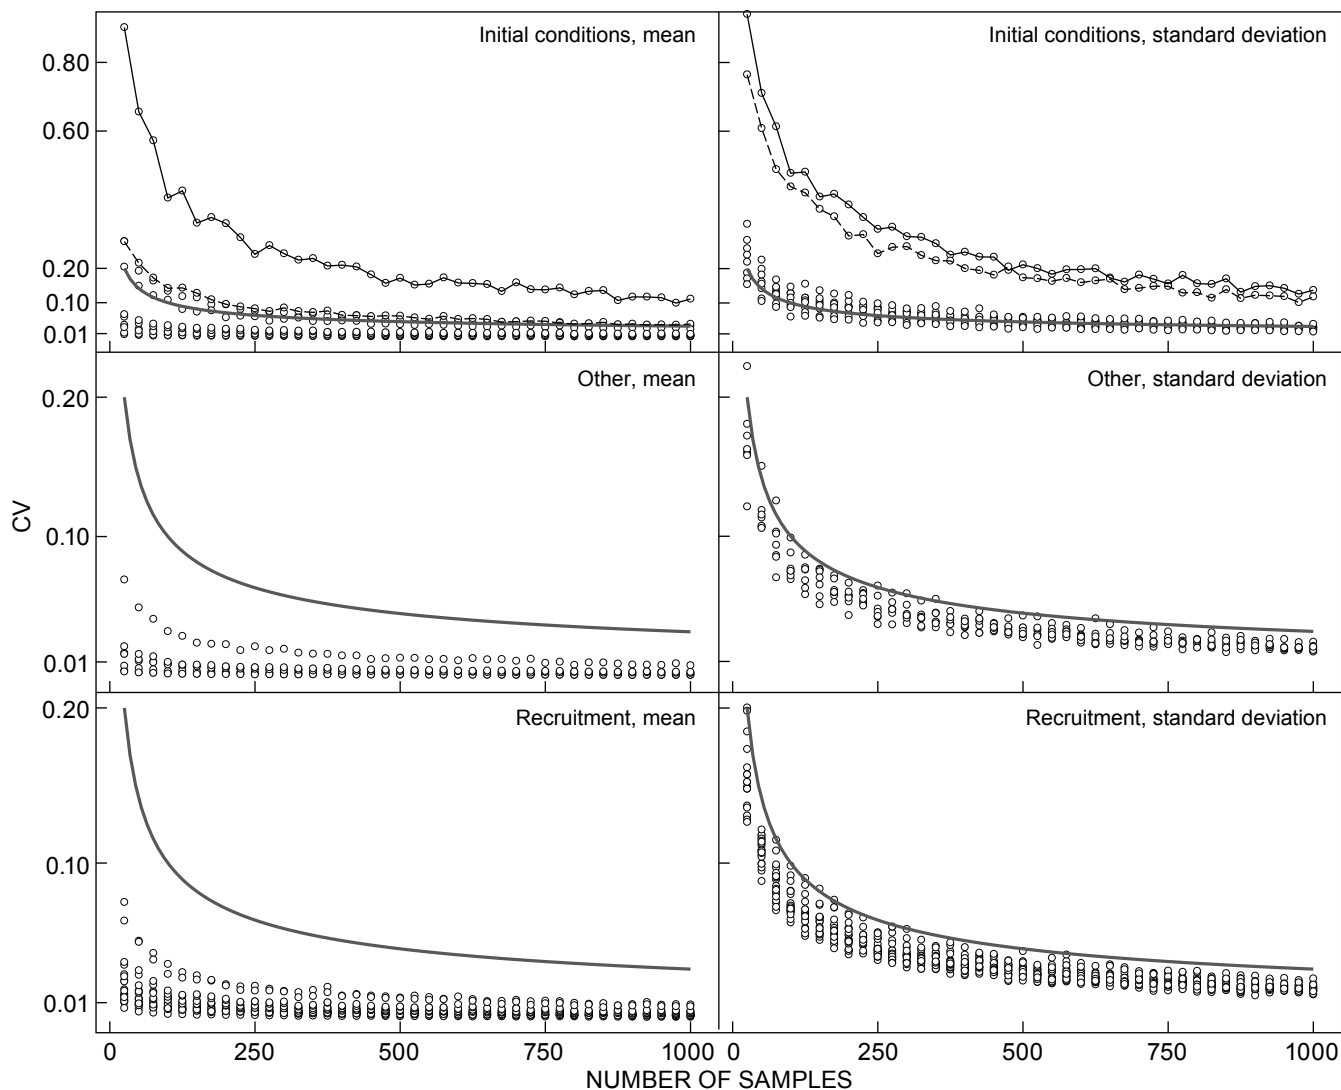 Initial conditions, mean
Initial conditions, standard deviation
0.80
0.60
0.20
0.10
0.01
Other, mean
Other, standard deviation
0.20
0.10
0.01
CV
Recruitment, mean
Recruitment, standard deviation
0.20
0.10
0.01
0 250 500 750 1000 0 250 500 750 1000
NUMBER OF SAMPLES